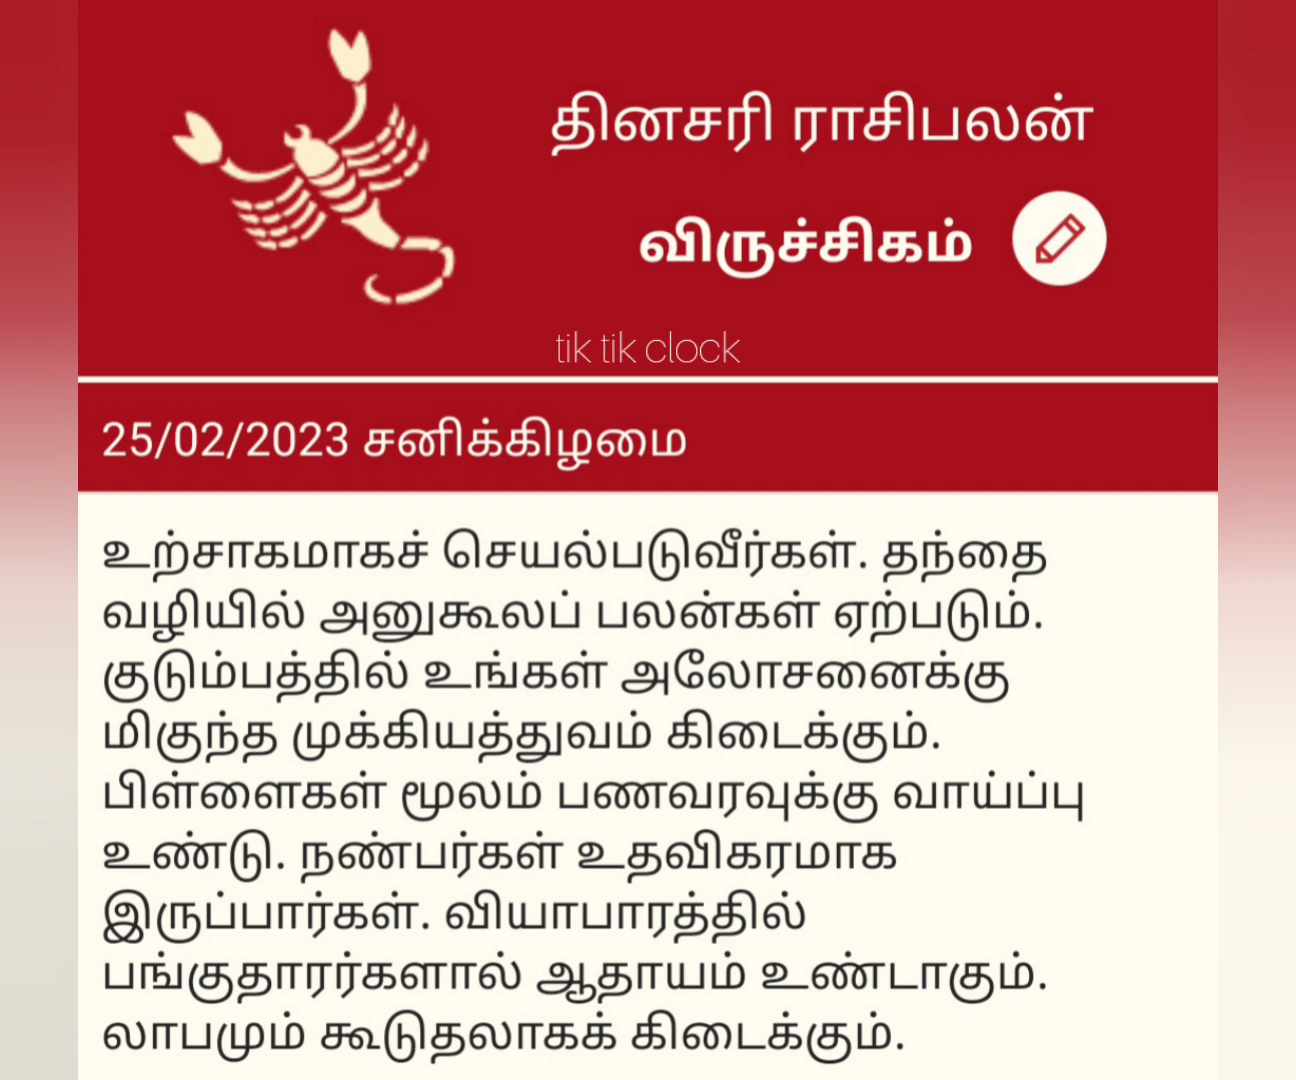 தினசரி ராசிபலன்
விருச்சிகம்
tik tik clock
25/02/2023 சனிக்கிழமை
உற்சாகமாகச் செயல்படுவீர்கள். தந்தை
வழியில் அனுகூலப் பலன்கள் ஏற்படும்.
குடும்பத்தில் உங்கள் அலோசனைக்கு
மிகுந்த முக்கியத்துவம் கிடைக்கும்.
பிள்ளைகள் மூலம் பணவரவுக்கு வாய்ப்பு
உண்டு. நண்பர்கள் உதவிகரமாக
இருப்பார்கள். வியாபாரத்தில்
பங்குதாரர்களால் ஆதாயம் உண்டாகும்.
லாபமும் கூடுதலாகக் கிடைக்கும்.